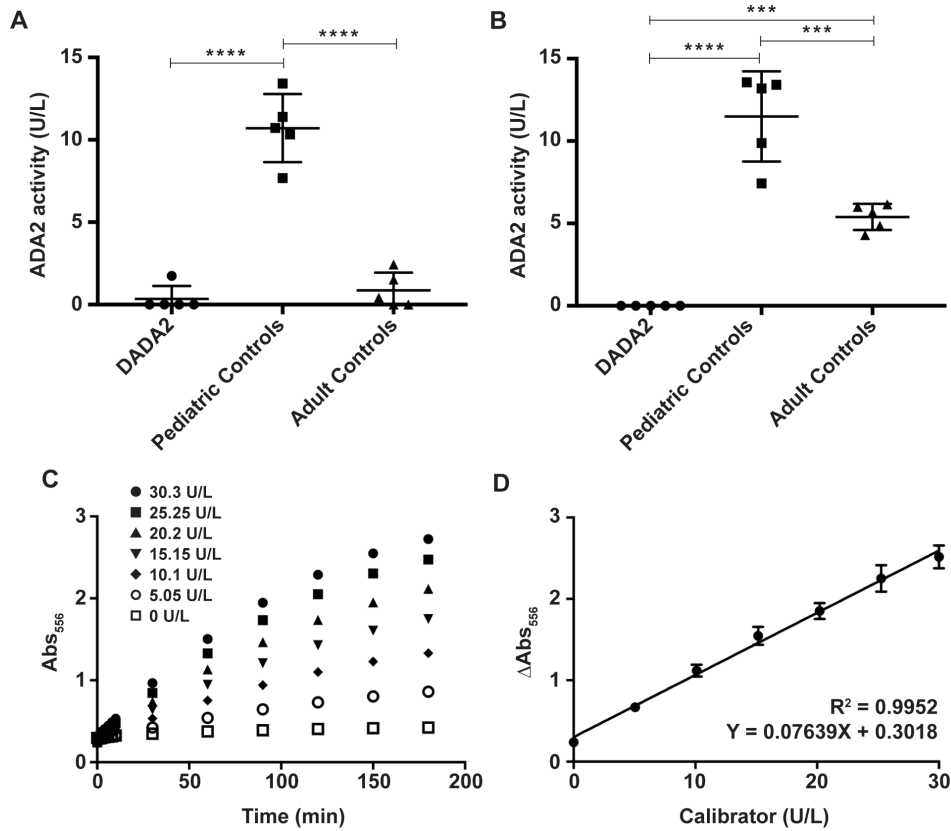 A
****
****
15
10
5
0
ADA2 activity (U/L)
DADA2
Pediatric Controls
Adult Controls
B
***
****
***
15
10
5
0
ADA2 activity (U/L)
DADA2
Pediatric Controls
Adult Controls
C
30.3 U/L
25.25 U/L
20.2 U/L
15.15 U/L
10.1 U/L
5.05 U/L
0 U/L
3
2
1
0
Abs556
0
50
100
150
200
Time (min)
D
3
2
1
0
ΔAbs556
R² = 0.9952
Y = 0.07639X + 0.3018
0
10
20
30
Calibrator (U/L)